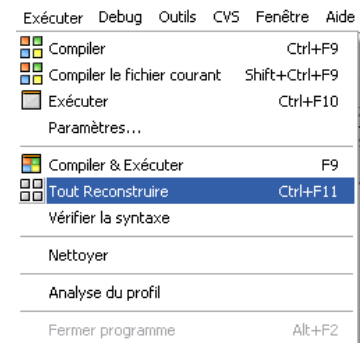 Exécuter Debug Outils CVS Fenêtre Aide
Compiler Ctrl+F9
Compiler le fichier courant Shift+Ctrl+F9
Exécuter Ctrl+F10
Paramètres...
Compiler & Exécuter F9
Tout Reconstruire Ctrl+F11
Vérifier la syntaxe
Nettoyer
Analyse du profil
Fermer programme Alt+F2